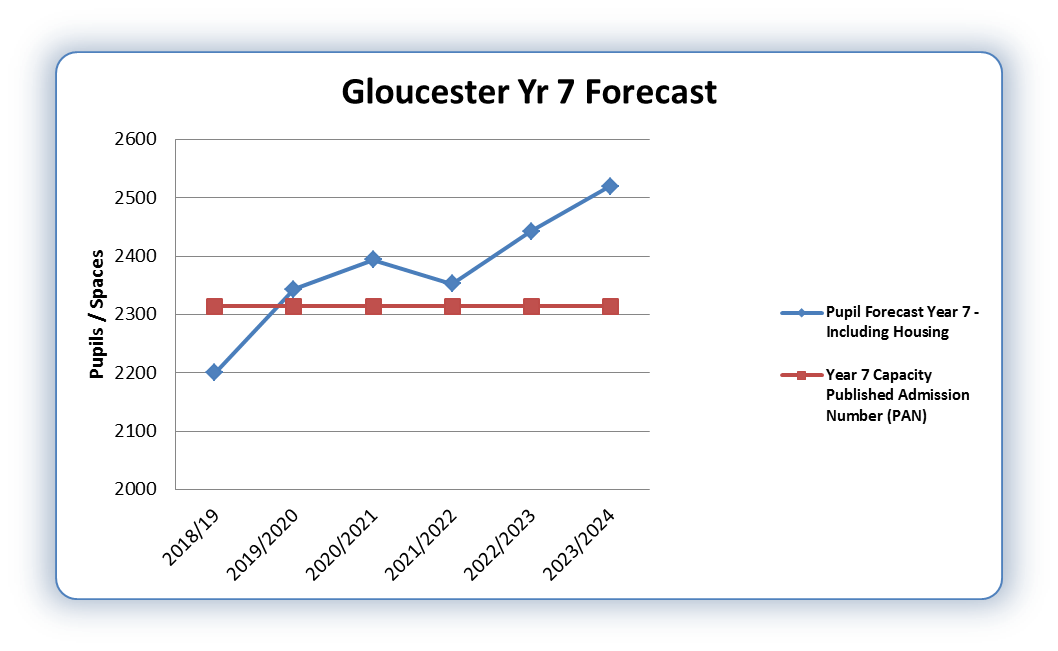 Gloucester Yr 7 Forecast
2600
2500
2400
2300
2200
2100
2000
Pupils / Spaces
2018/19
2019/2020
2020/2021
2021/2022
2022/2023
2023/2024
Pupil Forecast Year 7 -
Including Housing
Year 7 Capacity
Published Admission
Number (PAN)